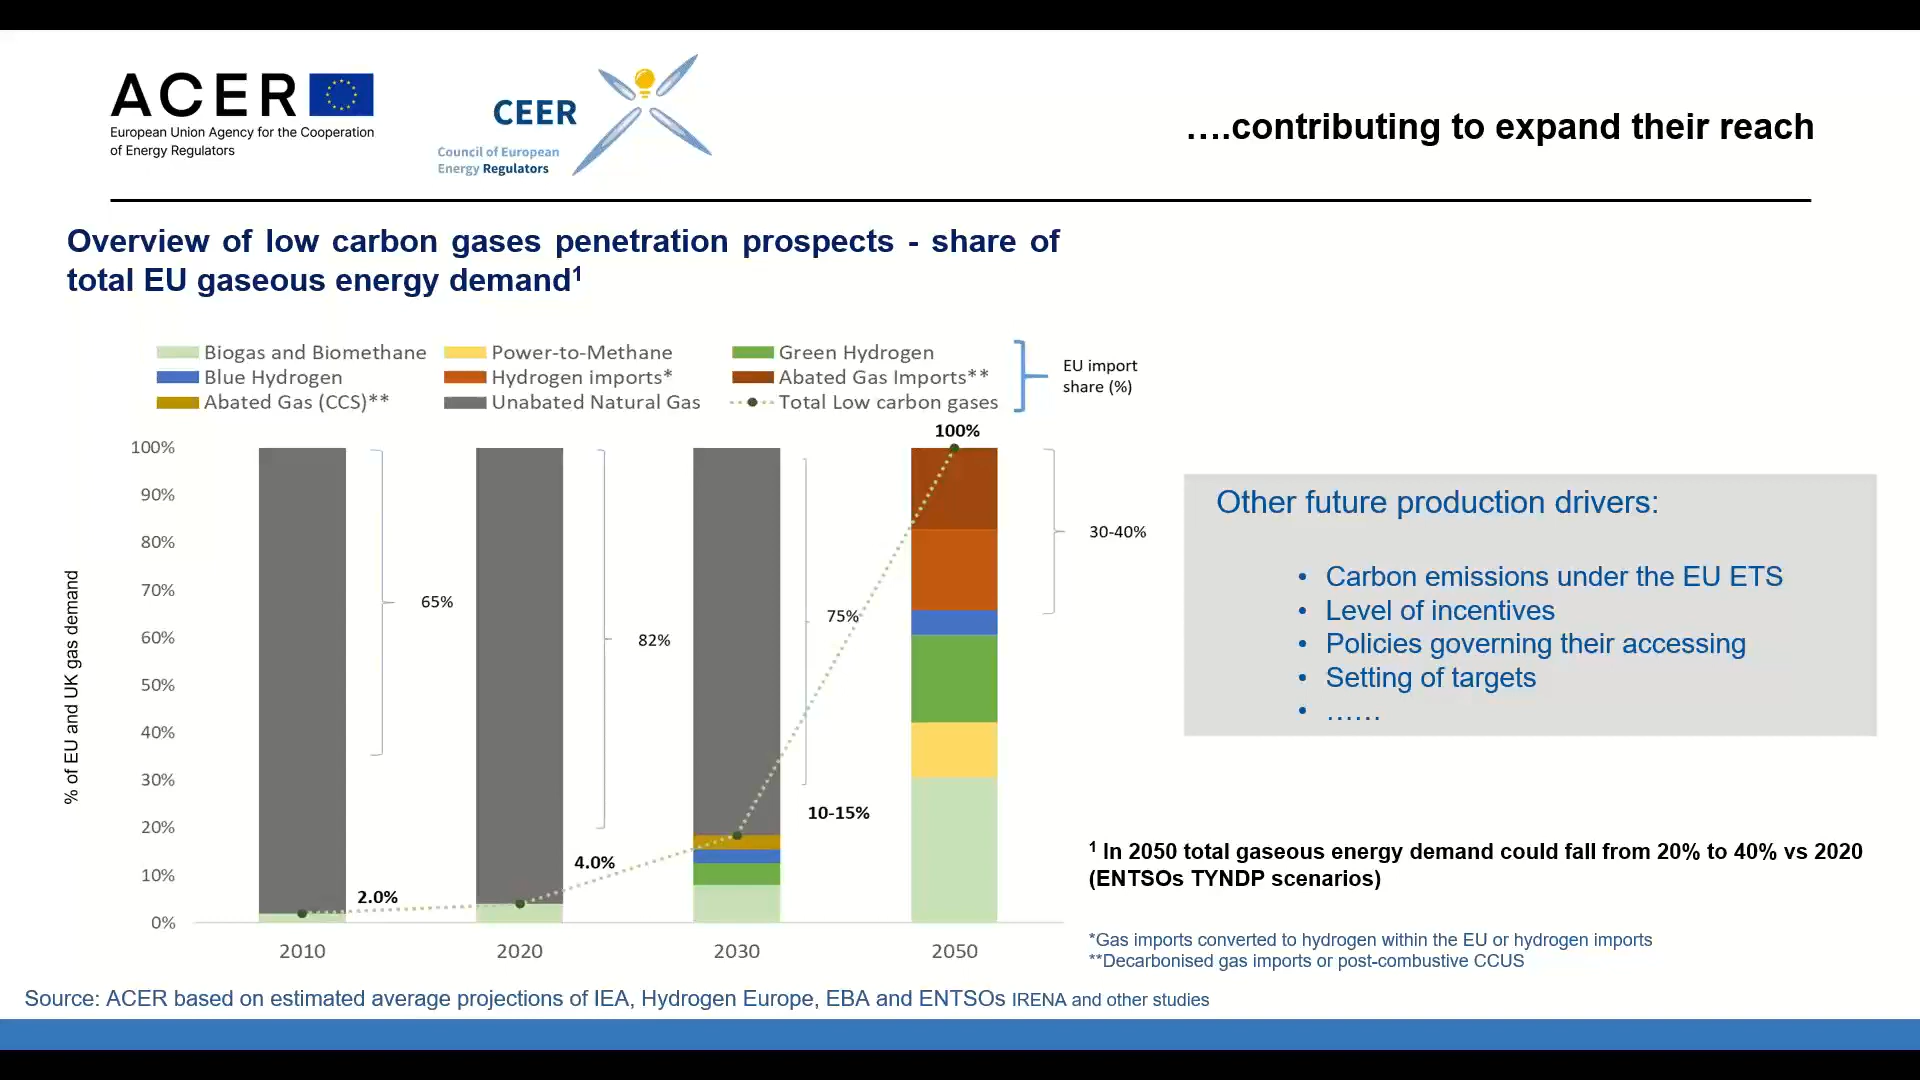 ACER
European Union Agency for the Cooperation
of Energy Regulators
CEER
Council of European
Energy Regulators
….contributing to expand their reach
Overview of low carbon gases penetration prospects - share of
total EU gaseous energy demand¹
Biogas and Biomethane Power-to-Methane Green Hydrogen
Blue Hydrogen Hydrogen imports* Abated Gas Imports**
Abated Gas (CCS)** Unabated Natural Gas Total Low carbon gases
EU import
share (%)
% of EU and UK gas demand
100%
90%
80%
70%
60%
50%
40%
30%
20%
10%
0%
100%
65%
82%
75%
30-40%
2.0%
4.0%
10-15%
2010 2020 2030 2050
Other future production drivers:
• Carbon emissions under the EU ETS
• Level of incentives
• Policies governing their accessing
• Setting of targets
• ……
¹ In 2050 total gaseous energy demand could fall from 20% to 40% vs 2020
(ENTSOs TYNDP scenarios)
*Gas imports converted to hydrogen within the EU or hydrogen imports
**Decarbonised gas imports or post-combustive CCUS
Source: ACER based on estimated average projections of IEA, Hydrogen Europe, EBA and ENTSOs IRENA and other studies